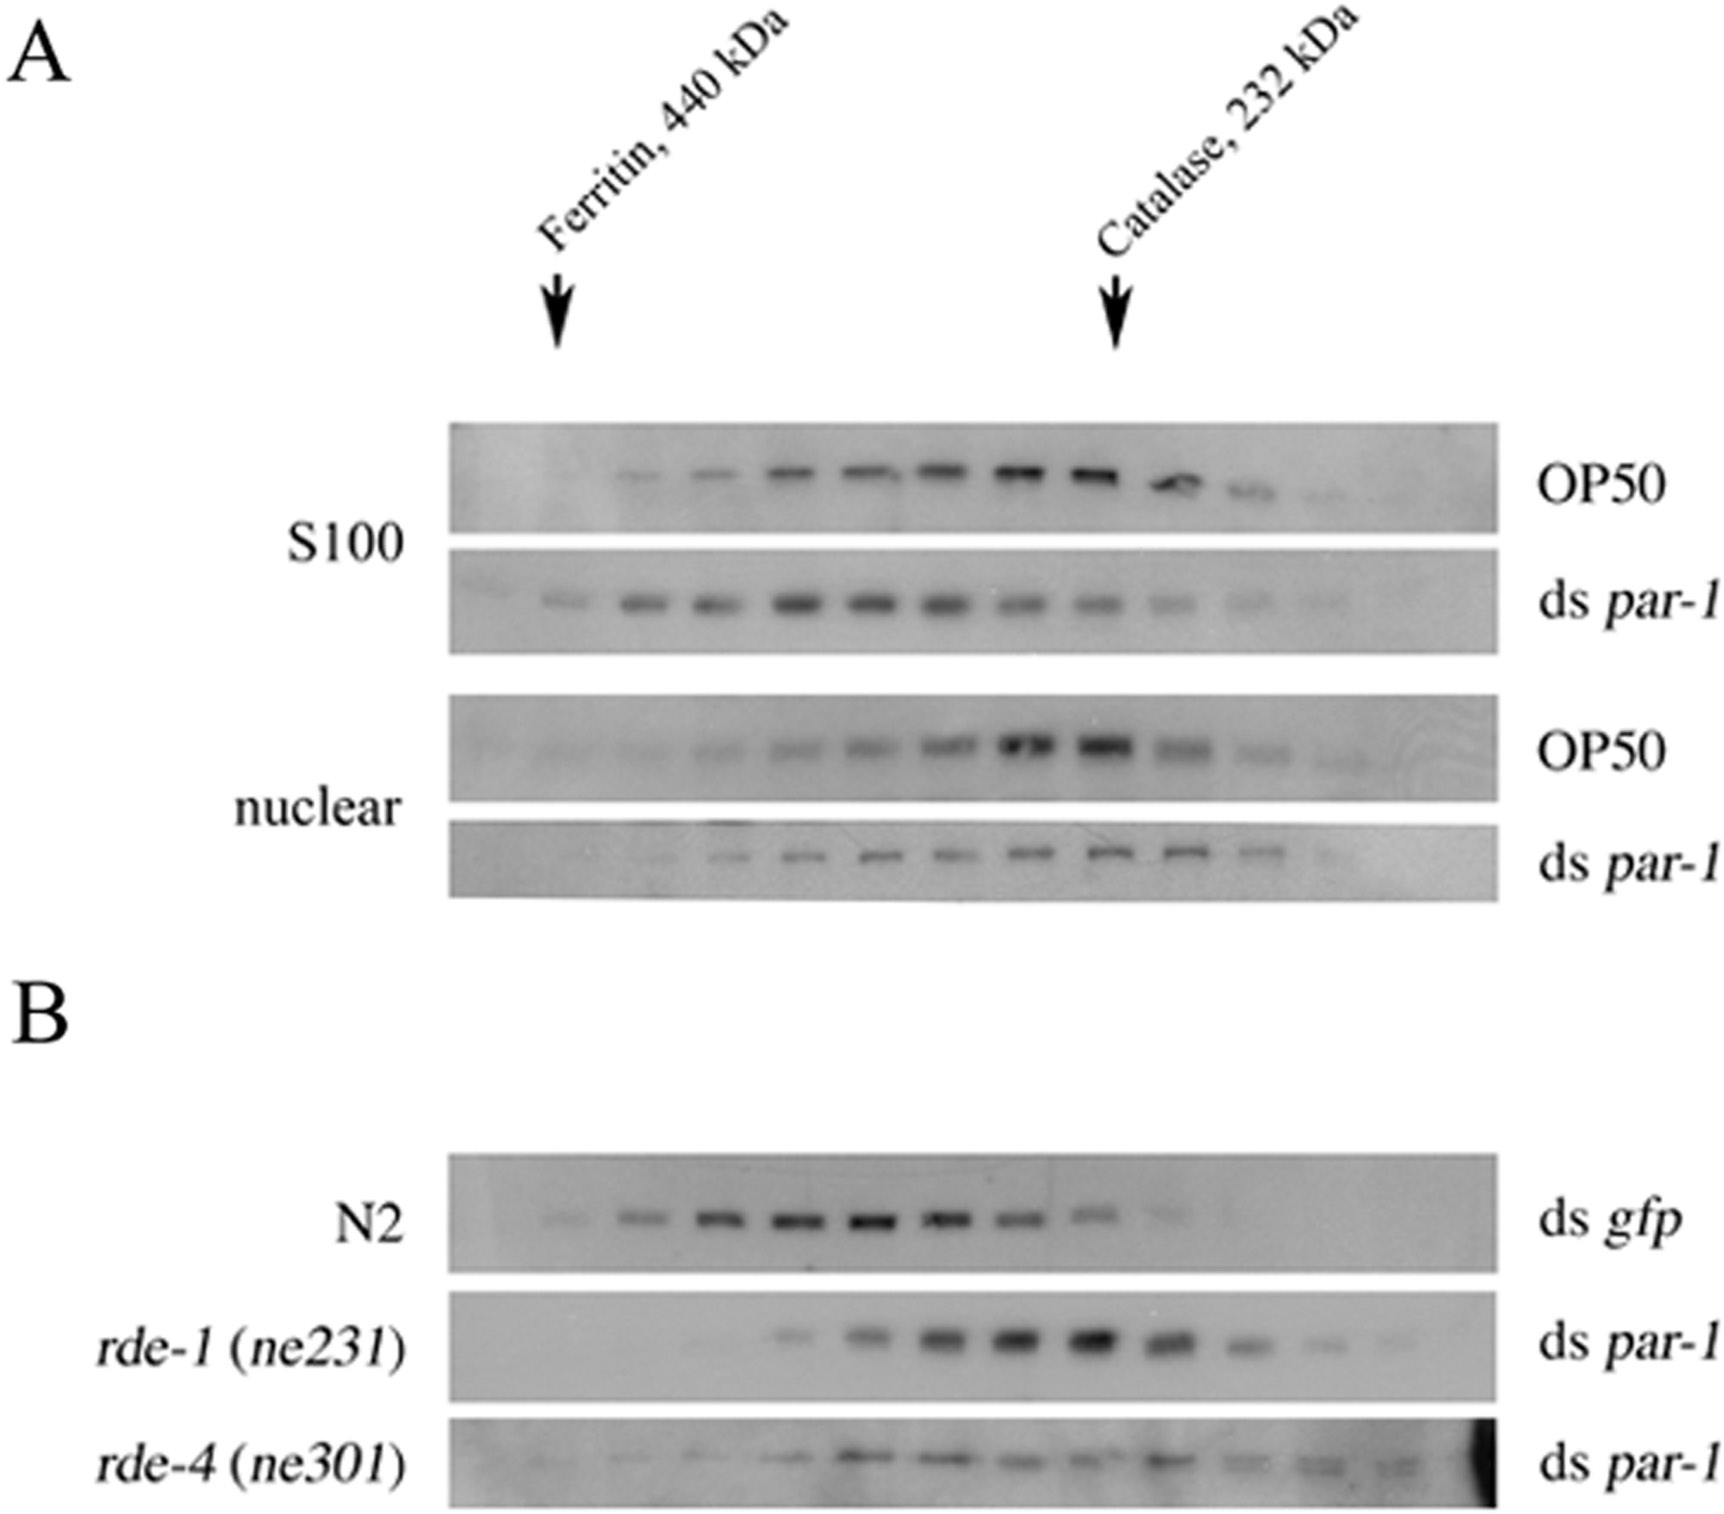 A
Ferritin, 440 kDa
Catalase, 232 kDa
S100
OP50
ds par-1
nuclear
OP50
ds par-1
B
N2
ds gfp
rde-1 (ne231)
ds par-1
rde-4 (ne301)
ds par-1